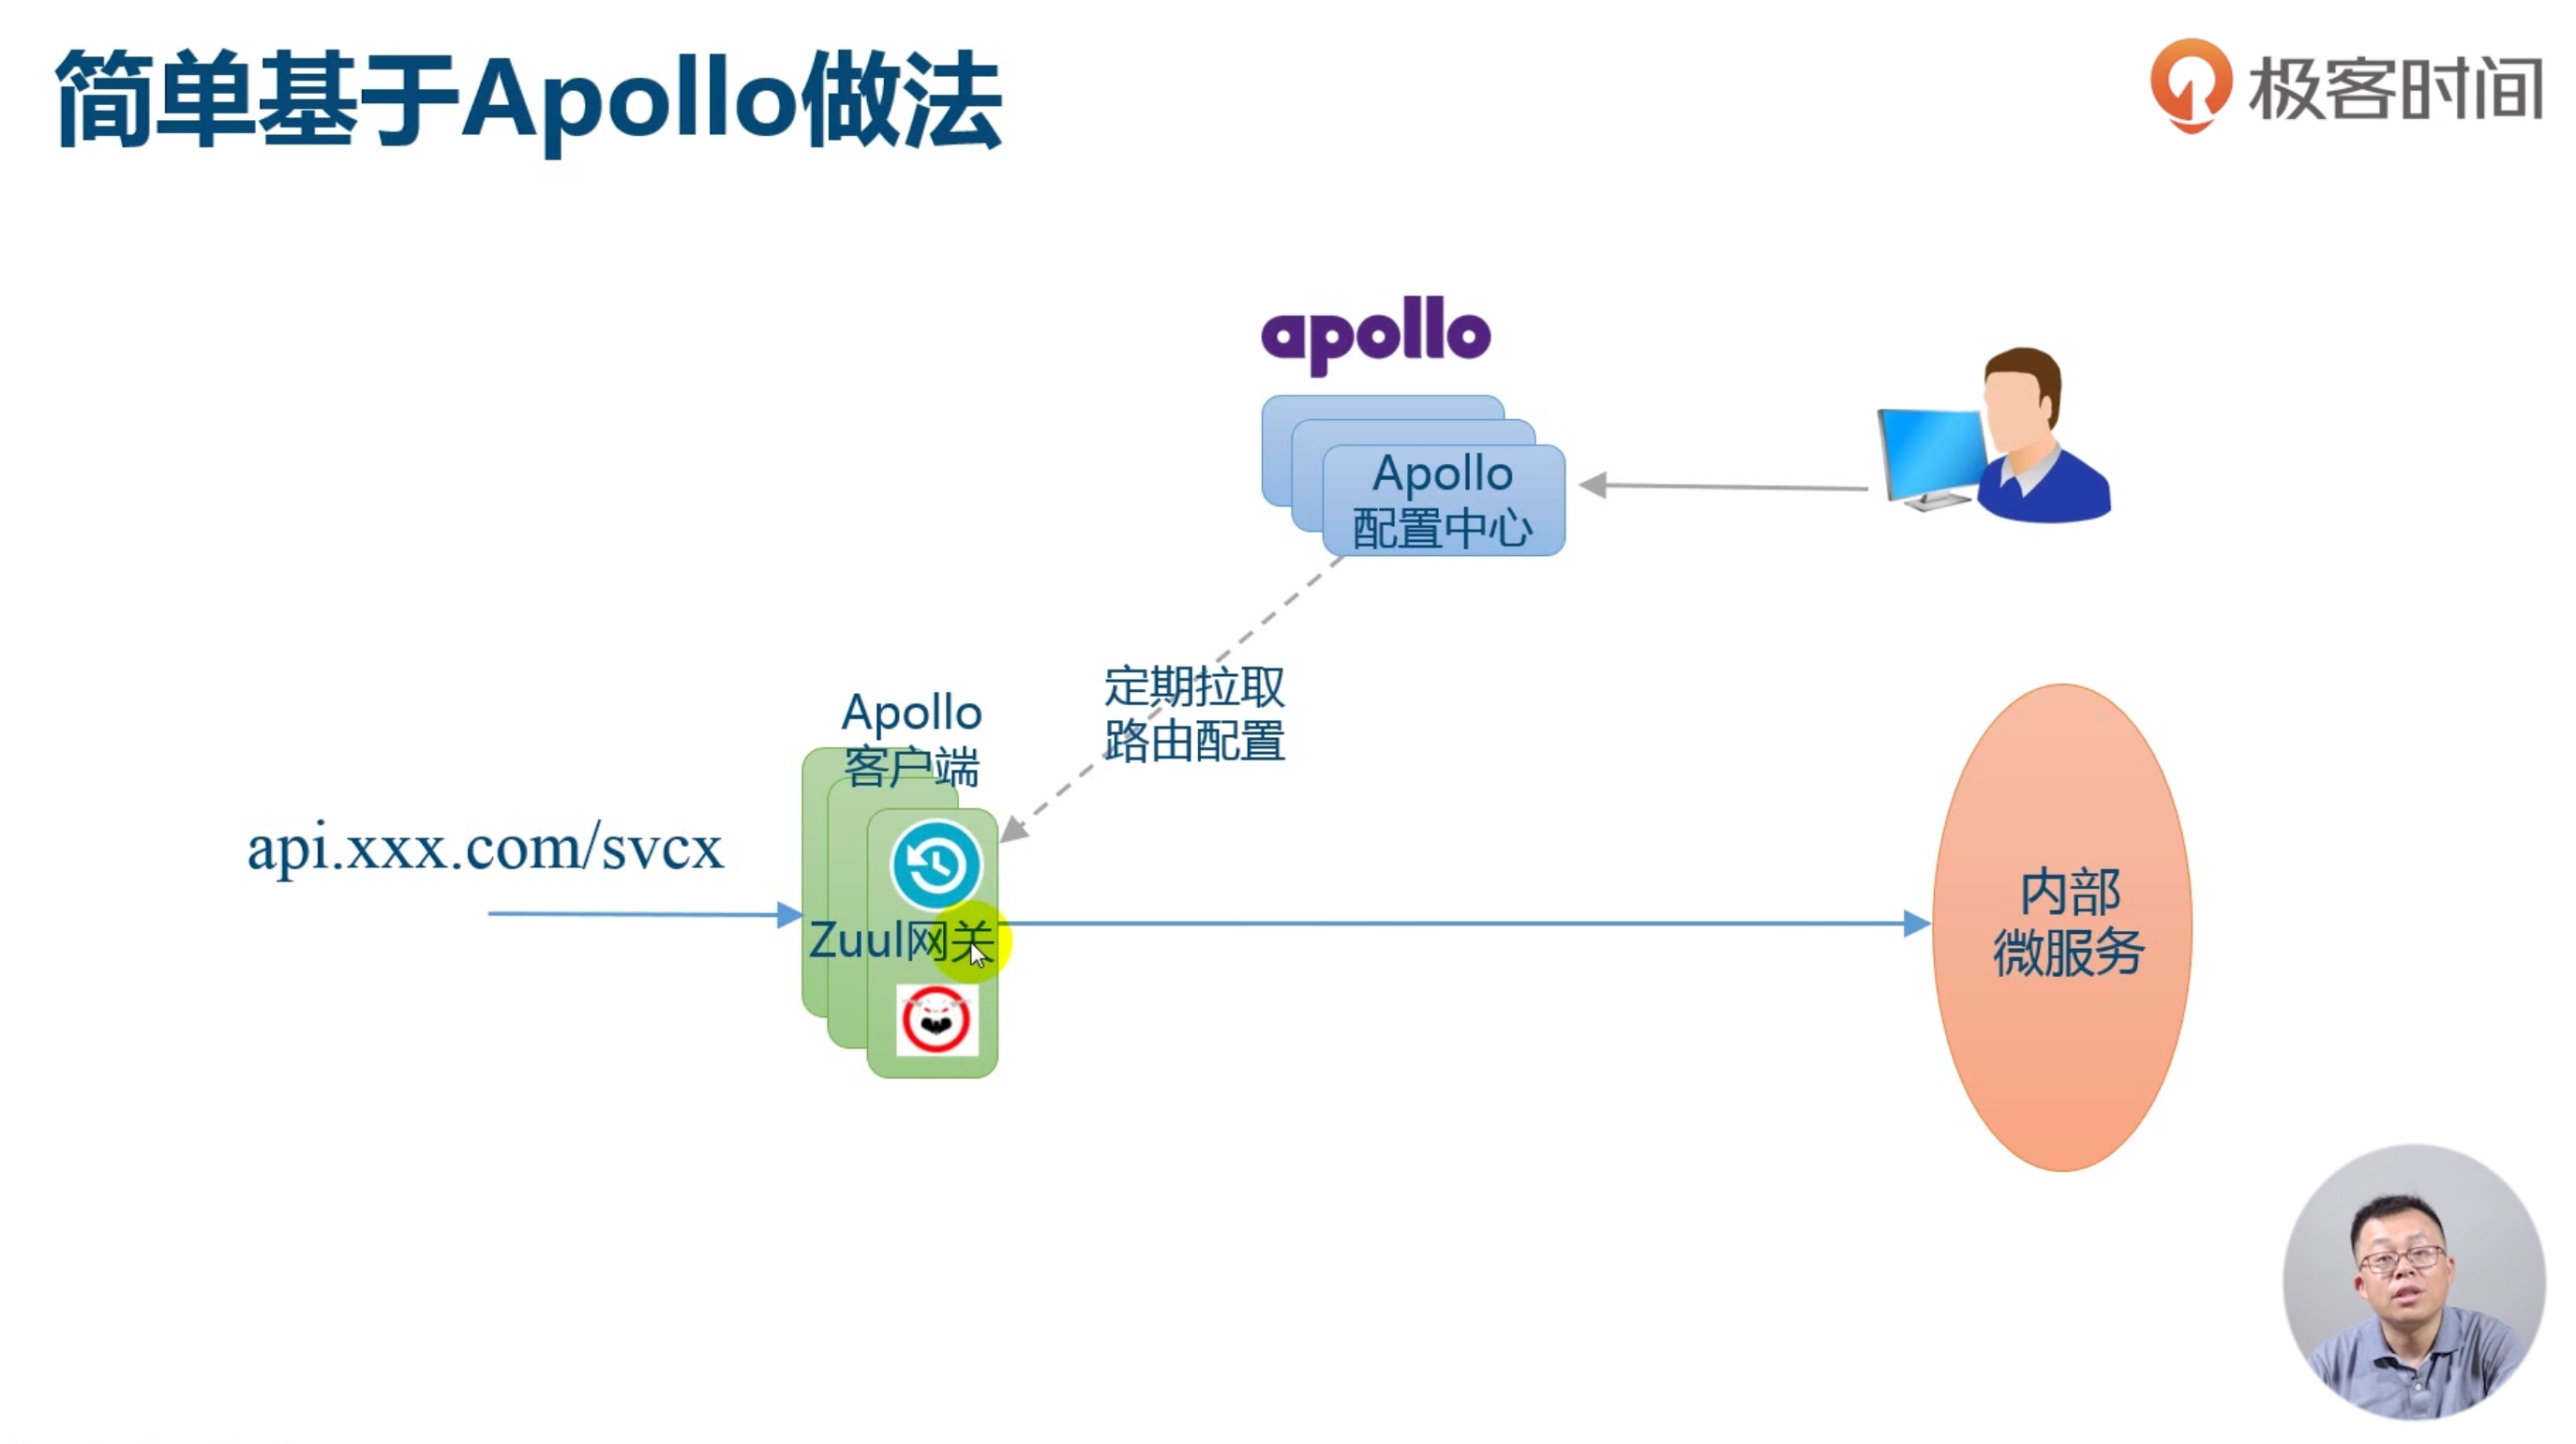 简单基于Apollo做法
极客时间
apollo
Apollo
配置中心
定期拉取
路由配置
Apollo
客户端
api.xxx.com/svcx
Zuul网关
内部
微服务